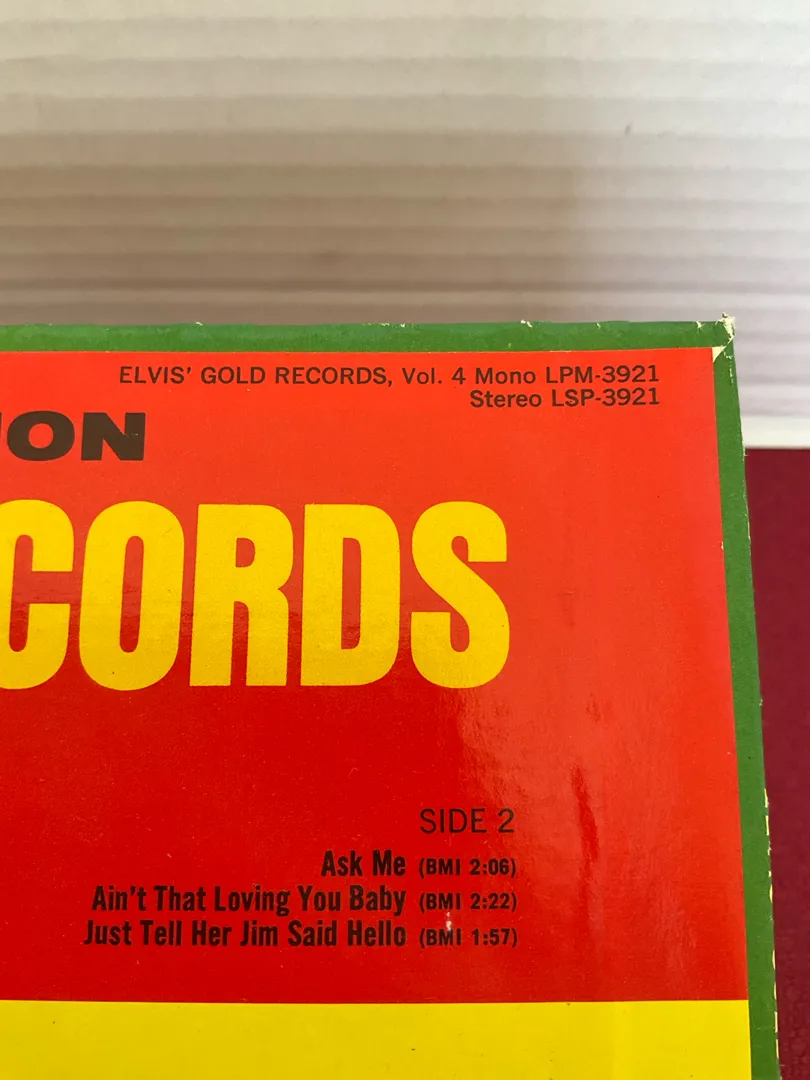 ELVIS' GOLD RECORDS, Vol. 4 Mono LPM-3921
Stereo LSP-3921
ION
CORDS
SIDE 2
Ask Me (BMI 2:06)
Ain't That Loving You Baby (BMI 2:22)
Just Tell Her Jim Said Hello (BMI 1:57)